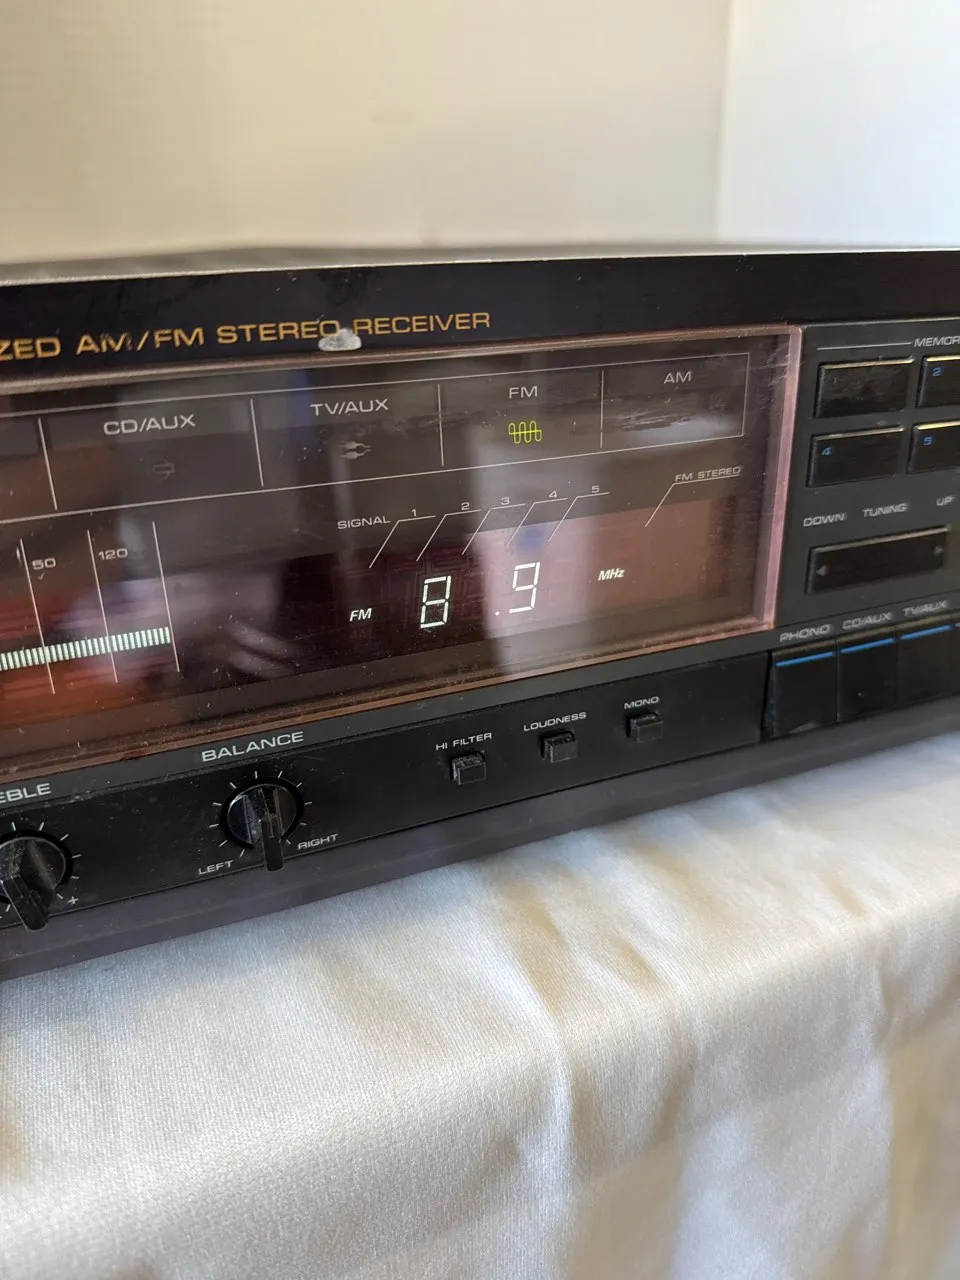 ZED AM/FM STEREO RECEIVER
MEMOR
CD/AUX TV/AUX FM AM
2
4 5
SIGNAL 1 2 3 4 5 FM STEREO
50 120
DOWN TUNING UP
FM 8 .9 MHz
PHONO CD/AUX TV/AUX
HI FILTER LOUDNESS MONO
EBLE BALANCE
LEFT RIGHT
+